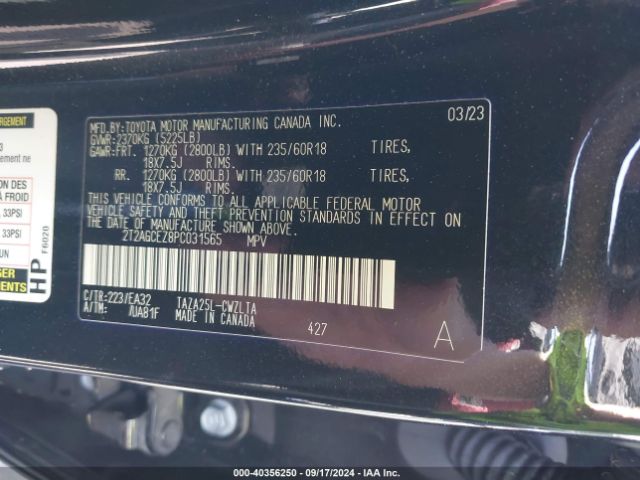 MFD.BY:TOYOTA MOTOR MANUFACTURING CANADA INC. 03/23
GVWR:2370KG (5225LB)
GAWR:FRT. 1270KG (2800LB) WITH 235/60R18 TIRES,
18X7.5J RIMS.
RR. 1270KG (2800LB) WITH 235/60R18 TIRES,
18X7.5J RIMS.
THIS VEHICLE CONFORMS TO ALL APPLICABLE FEDERAL MOTOR
VEHICLE SAFETY AND THEFT PREVENTION STANDARDS IN EFFECT ON
THE DATE OF MANUFACTURE SHOWN ABOVE.
2T2AGCEZ8PC031565 MPV
C/TR:223/EA32 TAZA25L-CWZLTA
A/TM: /UA81F MADE IN CANADA
427
A
ne
ION DES
À FROID
33PSI
33PSI
HP
F6020
000-40356250 - 09/17/2024 - IAA Inc.